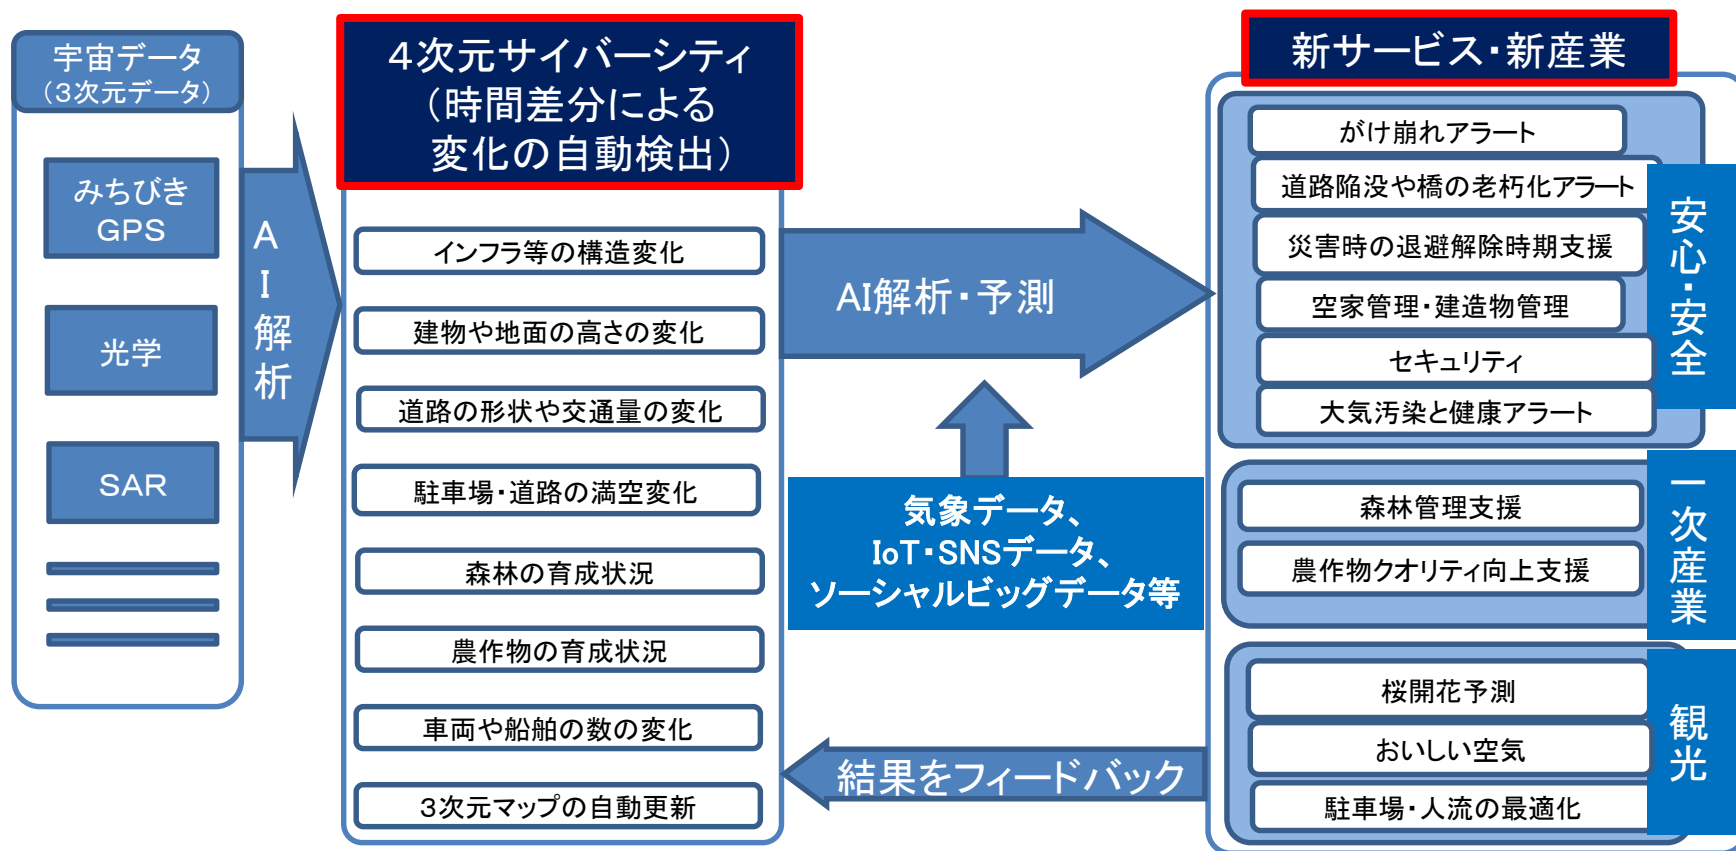 宇宙データ
（3次元データ）
みちびき
GPS
光学
SAR
AI解析
4次元サイバーシティ
（時間差分による
変化の自動検出）
インフラ等の構造変化
建物や地面の高さの変化
道路の形状や交通量の変化
駐車場・道路の満空変化
森林の育成状況
農作物の育成状況
車両や船舶の数の変化
3次元マップの自動更新
AI解析・予測
気象データ、
IoT・SNSデータ、
ソーシャルビッグデータ等
結果をフィードバック
新サービス・新産業
がけ崩れアラート
道路陥没や橋の老朽化アラート
災害時の退避解除時期支援
空家管理・建造物管理
セキュリティ
大気汚染と健康アラート
安心・安全
森林管理支援
農作物クオリティ向上支援
一次産業
桜開花予測
おいしい空気
駐車場・人流の最適化
観光